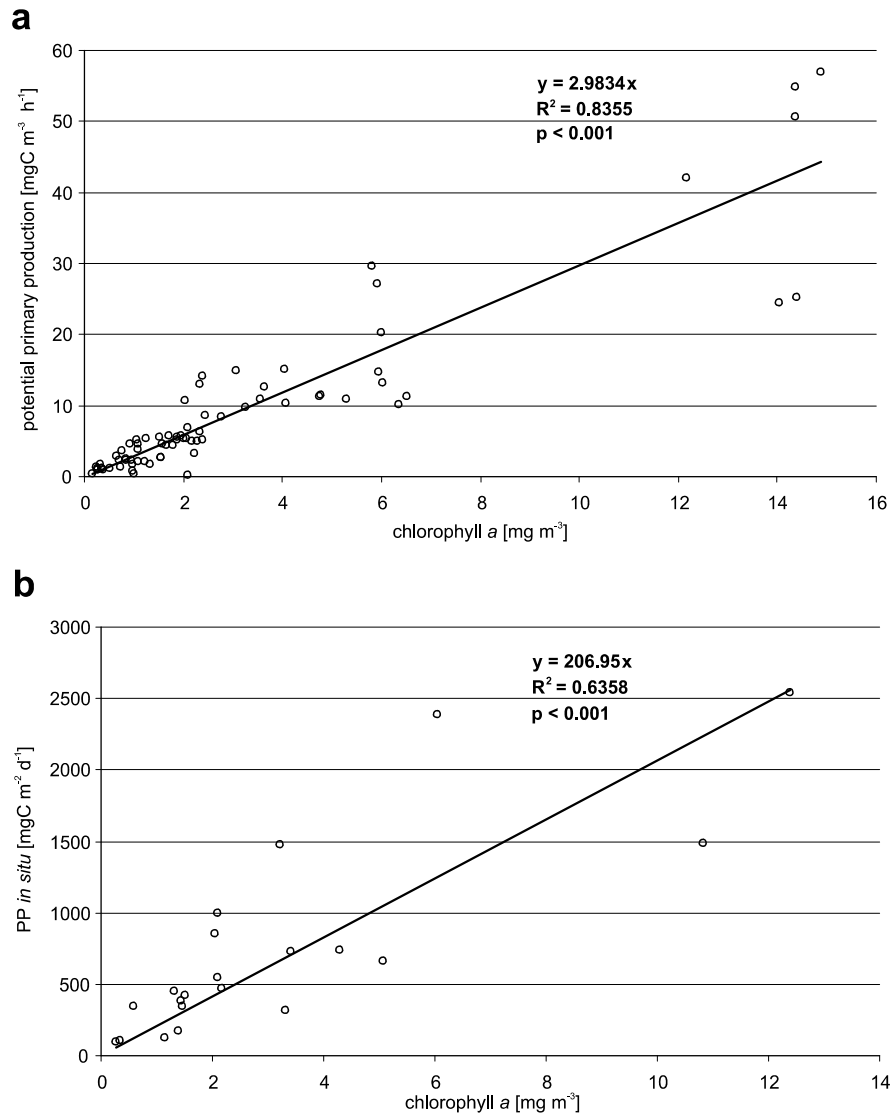 a
60
50
40
30
20
10
0
potential primary production [mgC m⁻³ h⁻¹]
y = 2.9834x
R² = 0.8355
p < 0.001
0 2 4 6 8 10 12 14 16
chlorophyll a [mg m⁻³]
b
3000
2500
2000
1500
1000
500
0
PP in situ [mgC m⁻² d⁻¹]
y = 206.95x
R² = 0.6358
p < 0.001
0 2 4 6 8 10 12 14
chlorophyll a [mg m⁻³]